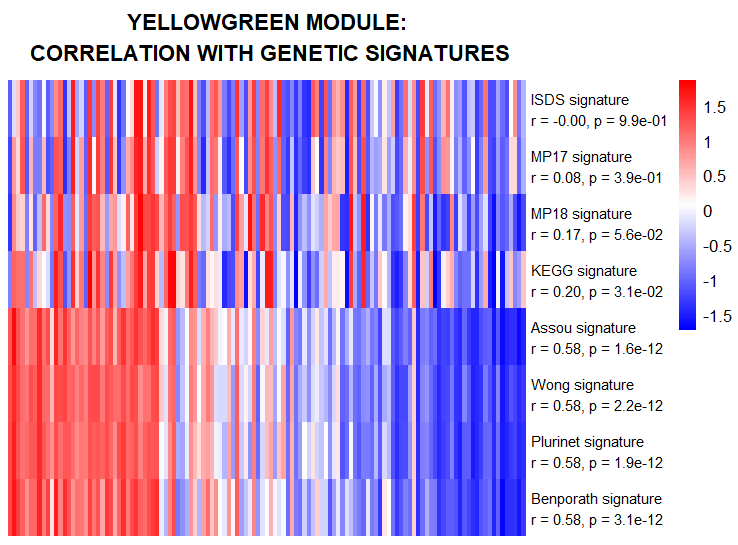 YELLOWGREEN MODULE:
CORRELATION WITH GENETIC SIGNATURES
ISDS signature
r = -0.00, p = 9.9e-01
MP17 signature
r = 0.08, p = 3.9e-01
MP18 signature
r = 0.17, p = 5.6e-02
KEGG signature
r = 0.20, p = 3.1e-02
Assou signature
r = 0.58, p = 1.6e-12
Wong signature
r = 0.58, p = 2.2e-12
Plurinet signature
r = 0.58, p = 1.9e-12
Benporath signature
r = 0.58, p = 3.1e-12
1.5
1
0.5
0
-0.5
-1
-1.5